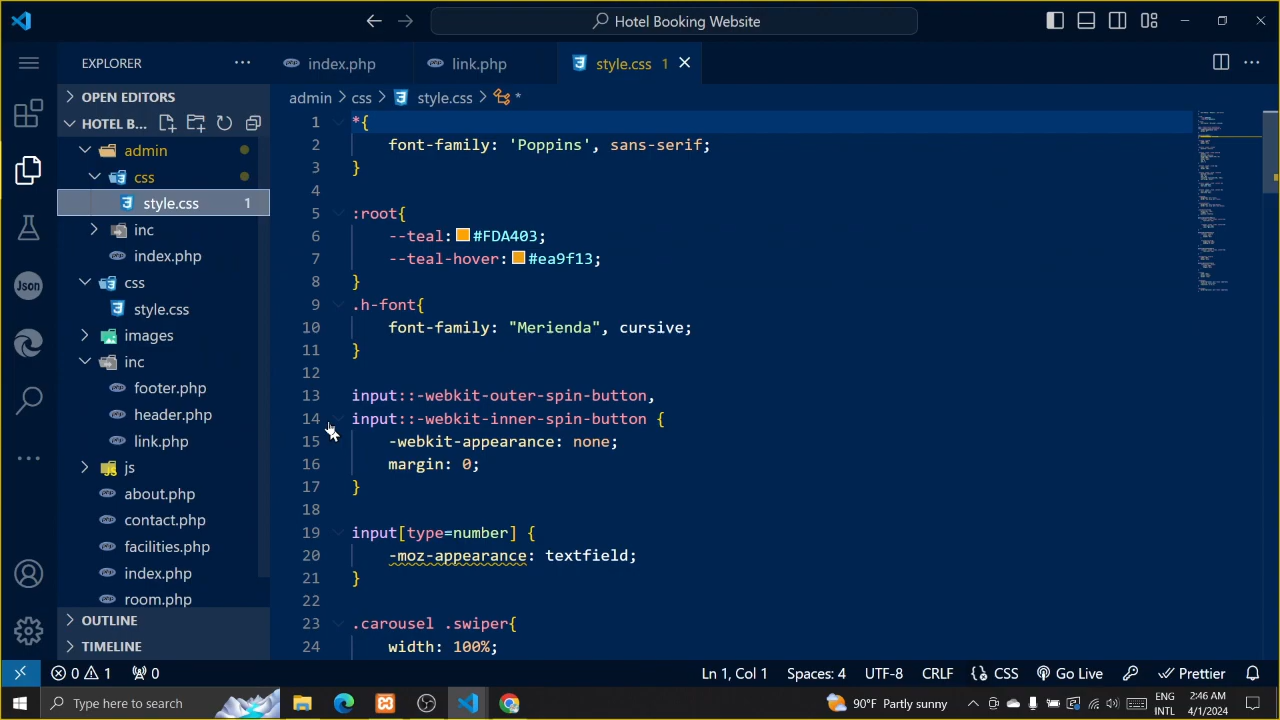 Hotel Booking Website
EXPLORER
index.php
link.php
style.css 1
OPEN EDITORS
HOTEL B...
admin > css > style.css > *
admin
css
style.css 1
inc
index.php
css
style.css
images
inc
footer.php
header.php
link.php
js
about.php
contact.php
facilities.php
index.php
room.php
OUTLINE
TIMELINE
Json
1 *{
2 font-family: 'Poppins', sans-serif;
3 }
4
5 :root{
6 --teal: #FDA403;
7 --teal-hover: #ea9f13;
8 }
9 .h-font{
10 font-family: "Merienda", cursive;
11 }
12
13 input::-webkit-outer-spin-button,
14 input::-webkit-inner-spin-button {
15 -webkit-appearance: none;
16 margin: 0;
17 }
18
19 input[type=number] {
20 -moz-appearance: textfield;
21 }
22
23 .carousel .swiper{
24 width: 100%;
0 1 0
Ln 1, Col 1 Spaces: 4 UTF-8 CRLF CSS Go Live Prettier
Type here to search
90°F Partly sunny
ENG
INTL
2:46 AM
4/1/2024